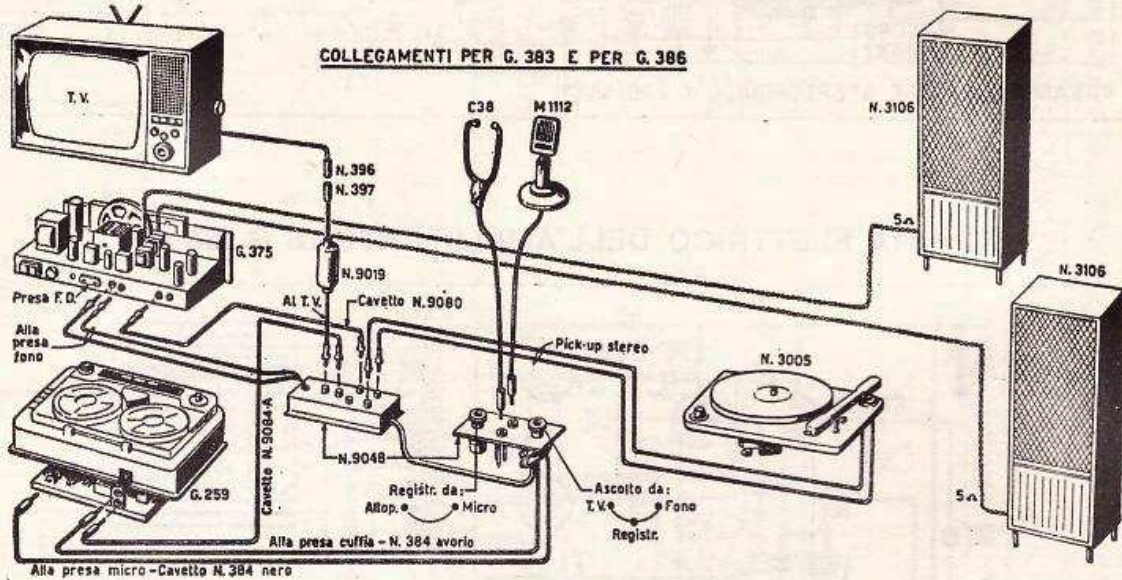 COLLEGAMENTI PER G. 383 E PER G. 386
T. V.
C38
M 1112
N. 3106
N. 396
N. 397
G. 375
5Ω
N. 3106
N. 9019
Presa F.D.
Al T.V.
Cavetto N. 9080
Alla
presa
fono
Pick-up stereo
N. 3005
Cavetto N. 9084-A
N. 9048
G. 259
Registr. da:
Altop. Micro
Ascolto da:
T.V. Fono
Registr.
5Ω
Alla presa cuffia - N. 384 avorio
Alla presa micro - Cavetto N. 384 nero